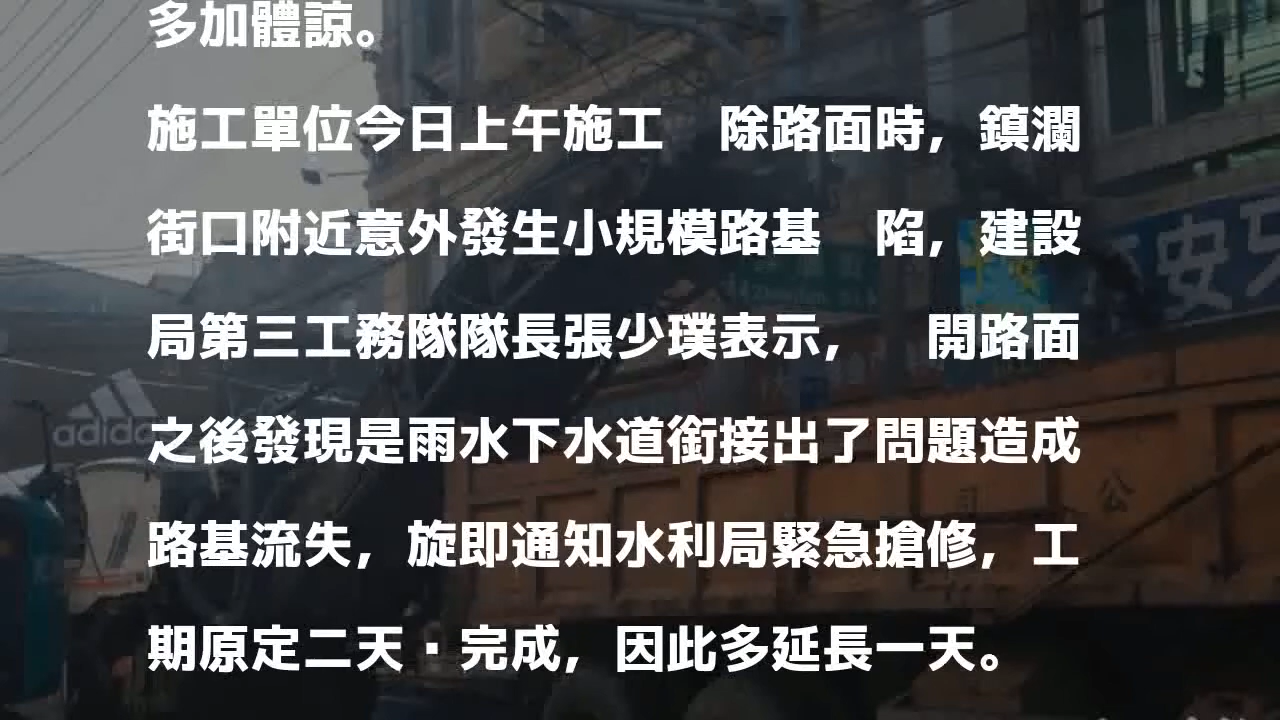 多加體諒。
施工單位今日上午施工　除路面時，鎮瀾
街口附近意外發生小規模路基　陷，建設
局第三工務隊隊長張少璞表示，　開路面
之後發現是雨水下水道銜接出了問題造成
路基流失，旋即通知水利局緊急搶修，工
期原定二天·完成，因此多延長一天。
adidas
安
公司